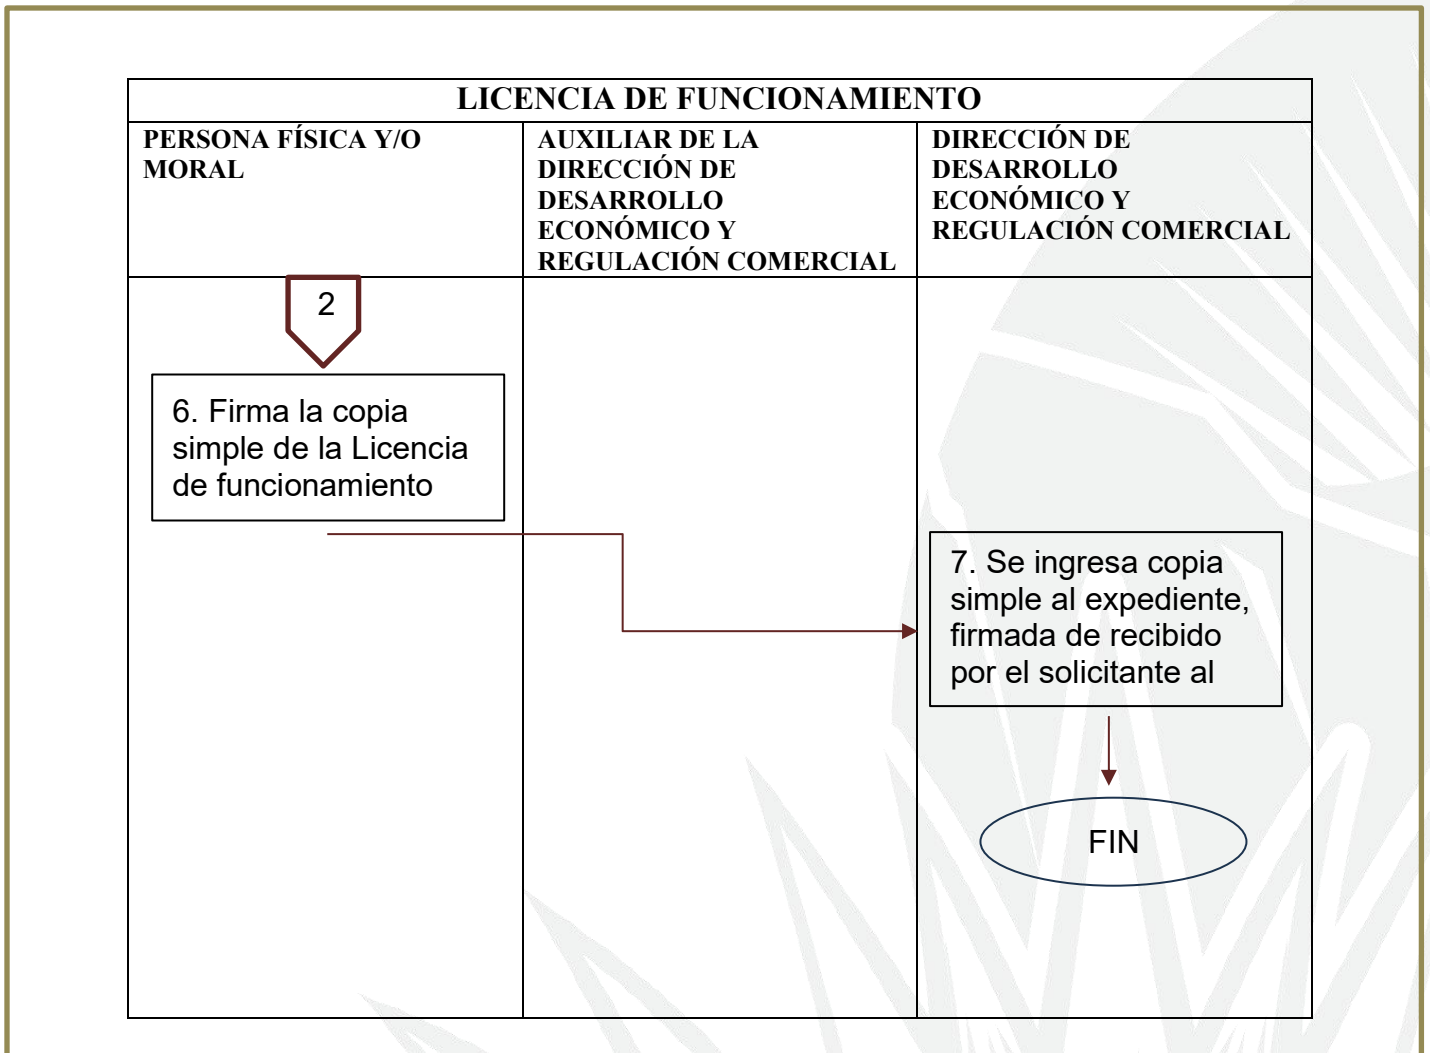 LICENCIA DE FUNCIONAMIENTO
PERSONA FÍSICA Y/O
MORAL
AUXILIAR DE LA
DIRECCIÓN DE
DESARROLLO
ECONÓMICO Y
REGULACIÓN COMERCIAL
DIRECCIÓN DE
DESARROLLO
ECONÓMICO Y
REGULACIÓN COMERCIAL
2
6. Firma la copia
simple de la Licencia
de funcionamiento
7. Se ingresa copia
simple al expediente,
firmada de recibido
por el solicitante al
FIN